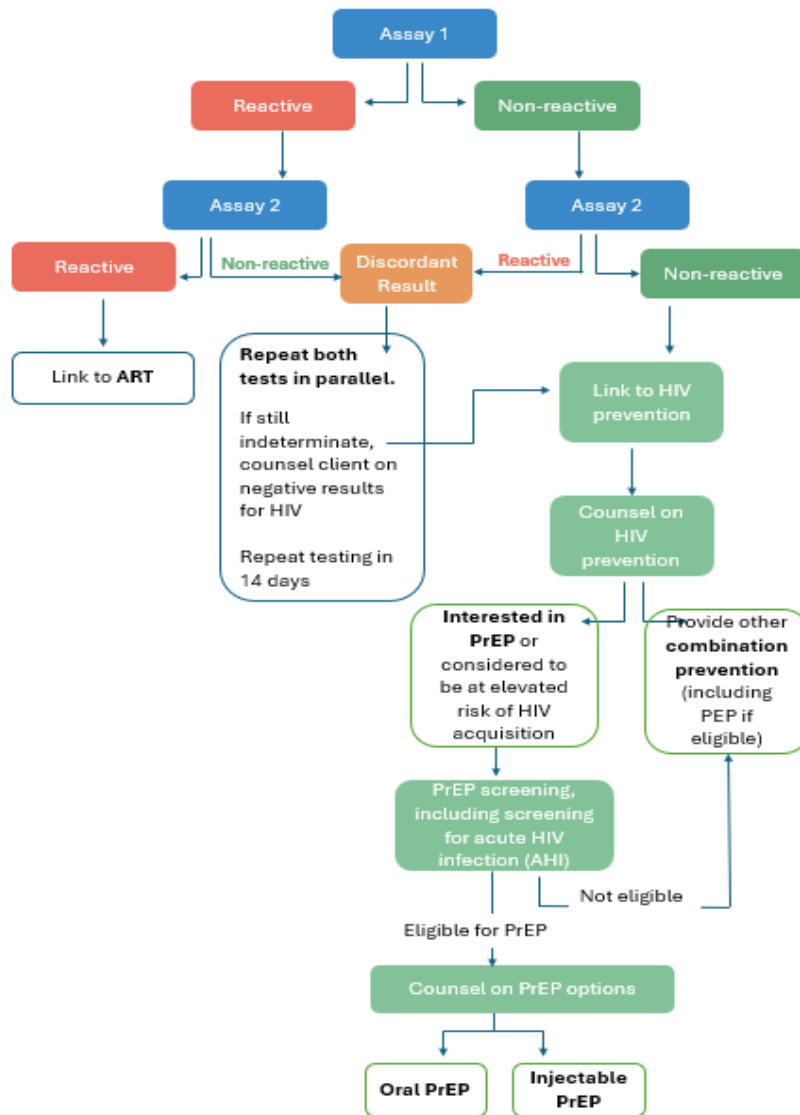 Assay 1
Reactive
Non-reactive
Assay 2
Assay 2
Reactive
Non-reactive
Discordant
Result
Reactive
Non-reactive
Link to ART
Repeat both
tests in parallel.
If still
indeterminate,
counsel client on
negative results
for HIV
Repeat testing in
14 days
Link to HIV
prevention
Counsel on
HIV
prevention
Interested in
PrEP or
considered to
be at elevated
risk of HIV
acquisition
Provide other
combination
prevention
(including
PEP if
eligible)
PrEP screening,
including screening
for acute HIV
infection (AHI)
Not eligible
Eligible for PrEP
Counsel on PrEP options
Oral PrEP
Injectable
PrEP